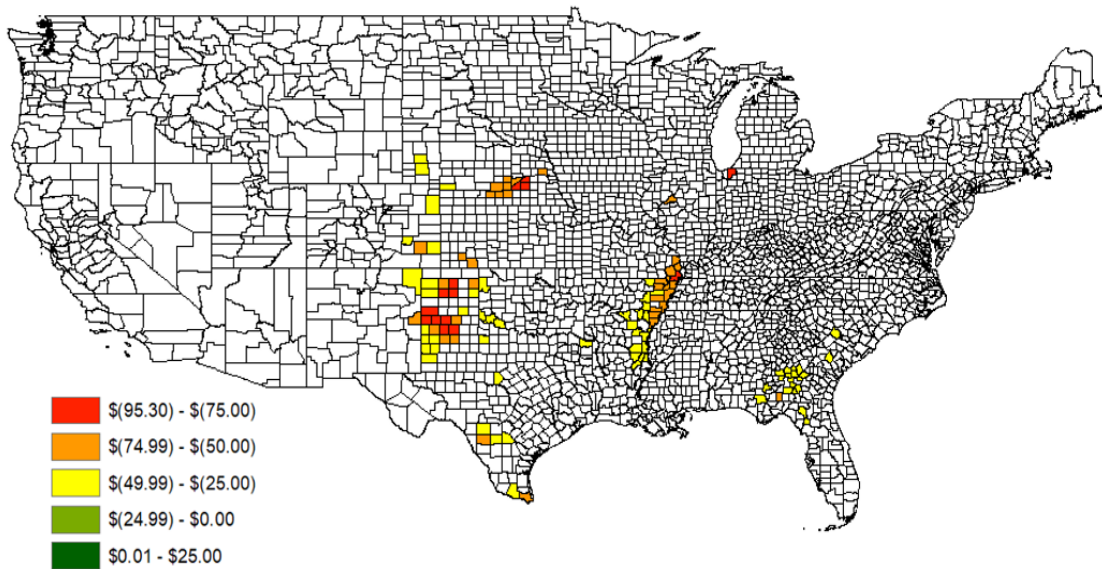 $(95.30) - $(75.00)
$(74.99) - $(50.00)
$(49.99) - $(25.00)
$(24.99) - $0.00
$0.01 - $25.00